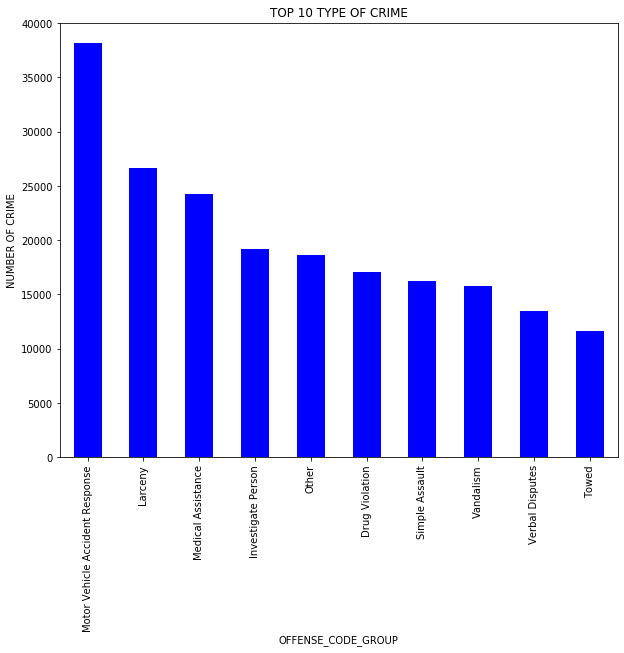 TOP 10 TYPE OF CRIME
NUMBER OF CRIME
40000
35000
30000
25000
20000
15000
10000
5000
0
Motor Vehicle Accident Response
Larceny
Medical Assistance
Investigate Person
Other
Drug Violation
Simple Assault
Vandalism
Verbal Disputes
Towed
OFFENSE_CODE_GROUP